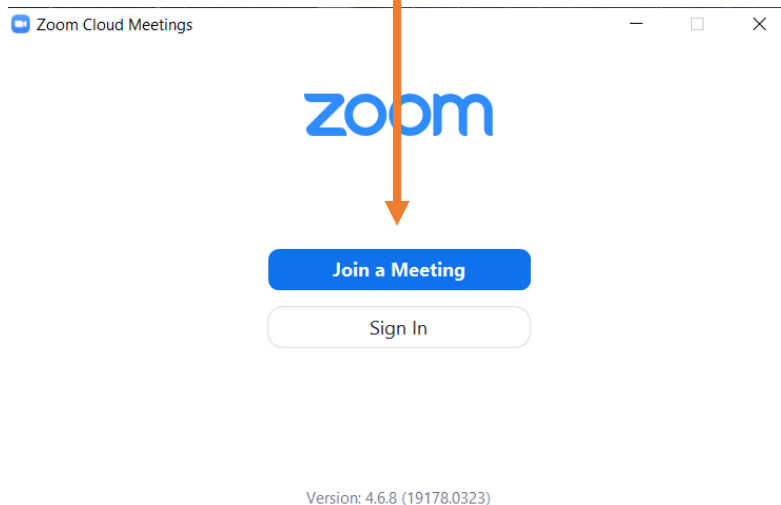 Zoom Cloud Meetings
zoom
Join a Meeting
Sign In
Version: 4.6.8 (19178.0323)